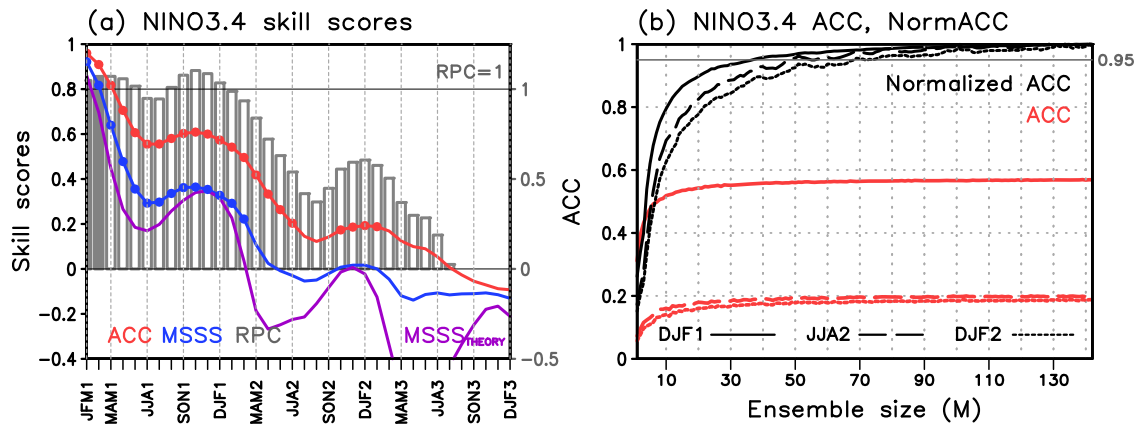 (a) NINO3.4 skill scores
Skill scores
1
0.8
0.6
0.4
0.2
0
−0.2
−0.4
RPC=1
1
0.5
0
−0.5
ACC MSSS RPC
MSSSTHEORY
JFM1 MAM1 JJA1 SON1 DJF1 MAM2 JJA2 SON2 DJF2 MAM3 JJA3 SON3 DJF3
(b) NINO3.4 ACC, NormACC
ACC
1
0.8
0.6
0.4
0.2
0
0.95
Normalized ACC
ACC
DJF1 JJA2 DJF2
10 30 50 70 90 110 130
Ensemble size (M)